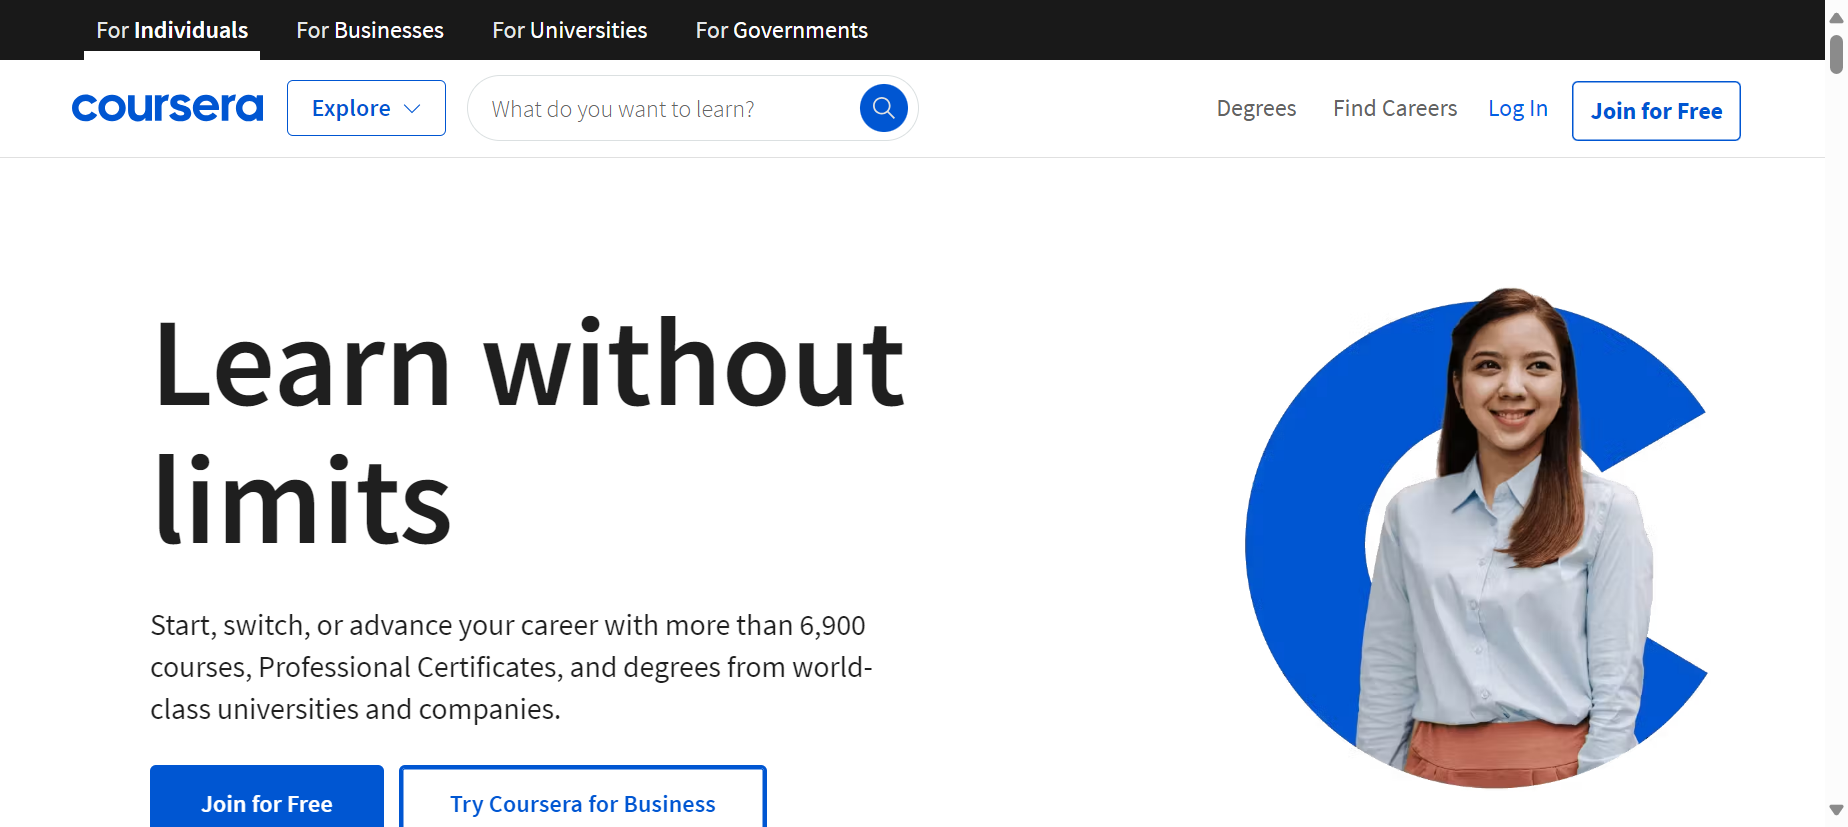 For Individuals For Businesses For Universities For Governments
coursera Explore What do you want to learn? Degrees Find Careers Log In Join for Free
Learn without
limits
Start, switch, or advance your career with more than 6,900
courses, Professional Certificates, and degrees from world-
class universities and companies.
Join for Free Try Coursera for Business